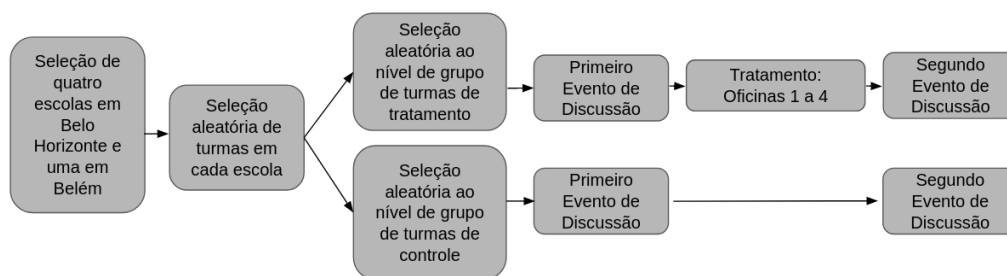 Seleção de
quatro
escolas em
Belo
Horizonte e
uma em
Belém
Seleção
aleatória de
turmas em
cada escola
Seleção
aleatória ao
nível de grupo
de turmas de
tratamento
Primeiro
Evento de
Discussão
Tratamento:
Oficinas 1 a 4
Segundo
Evento de
Discussão
Seleção
aleatória ao
nível de grupo
de turmas de
controle
Primeiro
Evento de
Discussão
Segundo
Evento de
Discussão